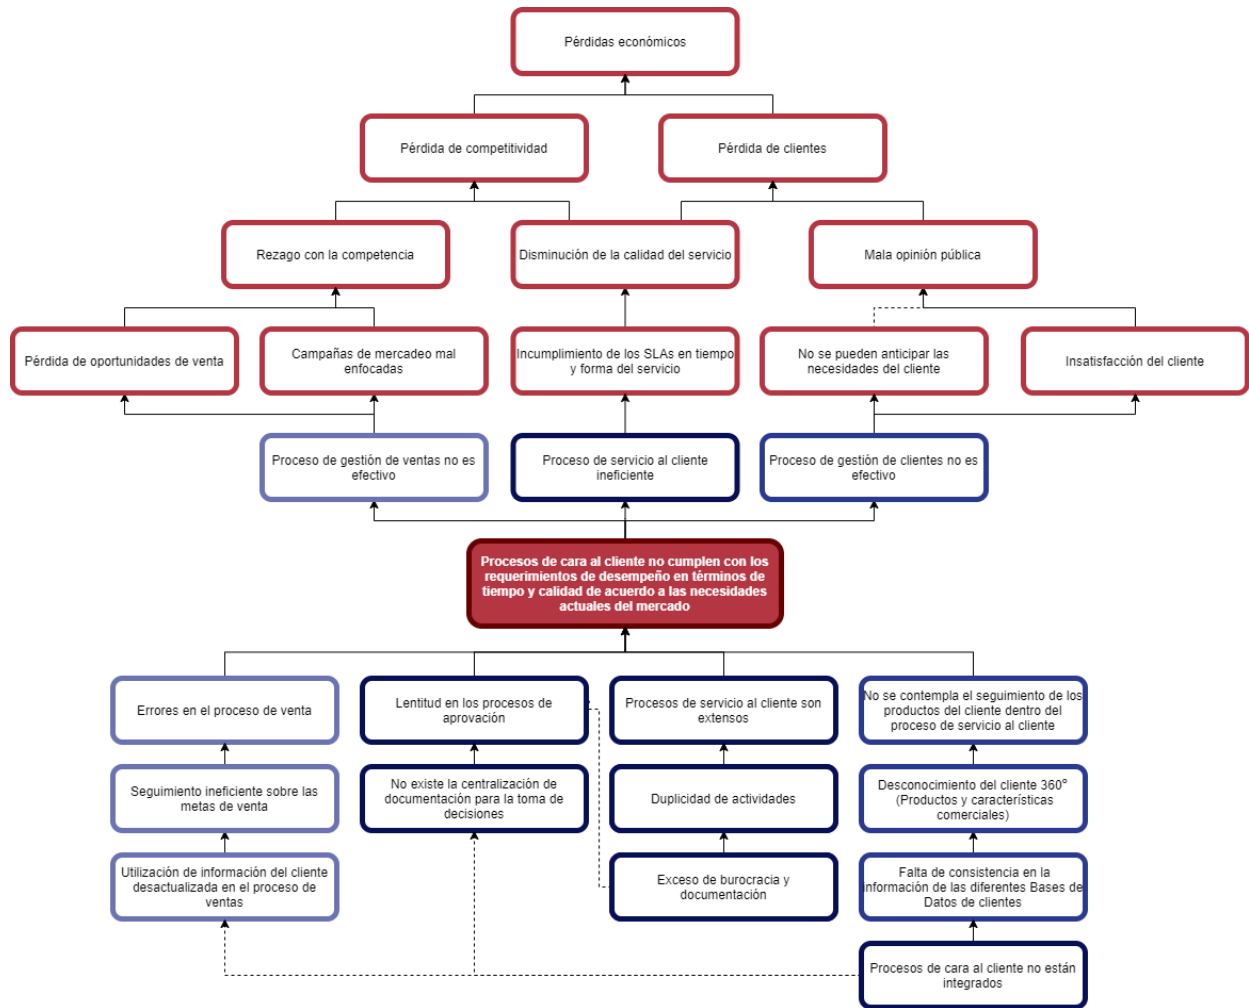 Pérdidas económicos
Pérdida de competitividad
Pérdida de clientes
Rezago con la competencia
Disminución de la calidad del servicio
Mala opinión pública
Pérdida de oportunidades de venta
Campañas de mercadeo mal
enfocadas
Incumplimiento de los SLAs en tiempo
y forma del servicio
No se pueden anticipar las
necesidades del cliente
Insatisfacción del cliente
Proceso de gestión de ventas no es
efectivo
Proceso de servicio al cliente
ineficiente
Proceso de gestión de clientes no es
efectivo
Procesos de cara al cliente no cumplen con los
requerimientos de desempeño en términos de
tiempo y calidad de acuerdo a las necesidades
actuales del mercado
Errores en el proceso de venta
Lentitud en los procesos de
aprovación
Procesos de servicio al cliente son
extensos
No se contempla el seguimiento de los
productos del cliente dentro del
proceso de servicio al cliente
Seguimiento ineficiente sobre las
metas de venta
No existe la centralización de
documentación para la toma de
decisiones
Duplicidad de actividades
Desconocimiento del cliente 360°
(Productos y características
comerciales)
Utilización de información del cliente
desactualizada en el proceso de
ventas
Exceso de burocracia y
documentación
Falta de consistencia en la
información de las diferentes Bases de
Datos de clientes
Procesos de cara al cliente no están
integrados